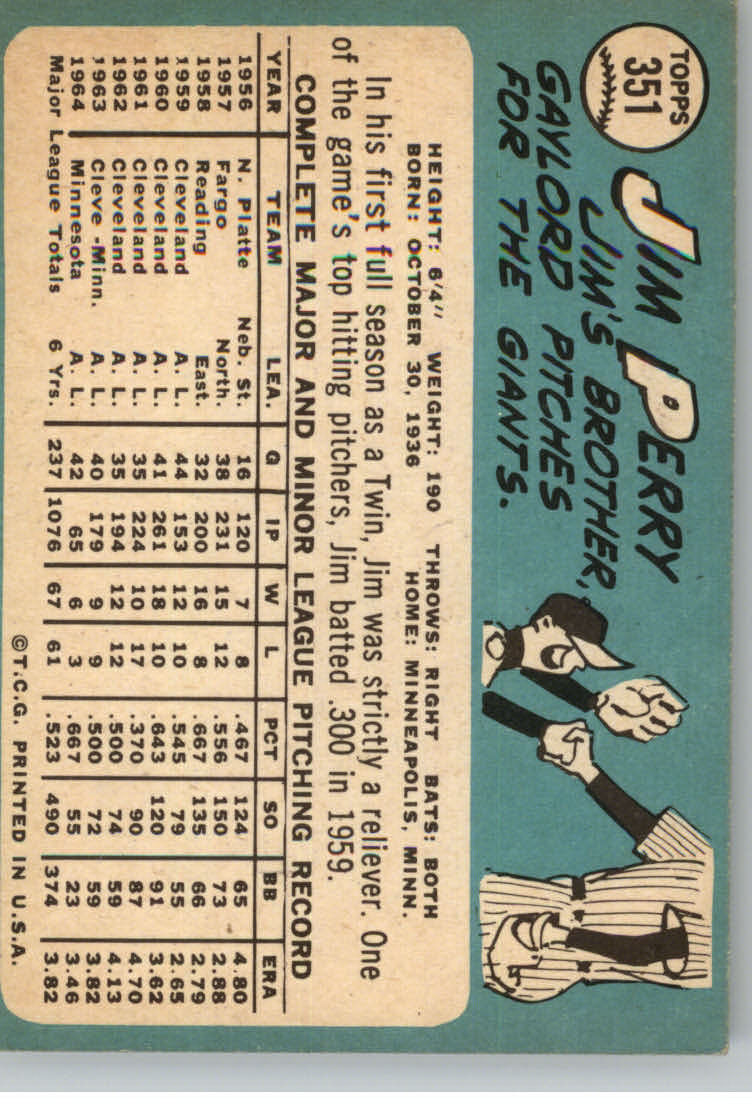 TOPPS
351
JIM PERRY
JIM'S BROTHER,
GAYLORD PITCHES
FOR THE GIANTS.
HEIGHT: 6'4" WEIGHT: 190 THROWS: RIGHT BATS: BOTH
BORN: OCTOBER 30, 1936 HOME: MINNEAPOLIS, MINN.
In his first full season as a Twin, Jim was strictly a reliever. One
of the game's top hitting pitchers, Jim batted .300 in 1959.
COMPLETE MAJOR AND MINOR LEAGUE PITCHING RECORD
YEAR TEAM LEA. G IP W L PCT SO BB ERA
1956 N. Platte Neb. St. 16 120 7 8 .467 124 65 4.80
1957 Fargo North. 38 231 15 12 .556 150 73 2.88
1958 Reading East. 32 200 16 8 .667 135 66 2.79
1959 Cleveland A. L. 44 153 12 10 .545 79 55 2.65
1960 Cleveland A. L. 41 261 18 10 .643 120 91 3.62
1961 Cleveland A. L. 35 224 10 17 .370 90 87 4.70
1962 Cleveland A. L. 35 194 12 12 .500 74 59 4.13
1963 Cleve-Minn. A. L. 40 179 9 9 .500 72 59 3.82
1964 Minnesota A. L. 42 65 6 3 .667 55 23 3.46
Major League Totals 6 Yrs. 237 1076 67 61 .523 490 374 3.82
©T.C.G. PRINTED IN U.S.A.